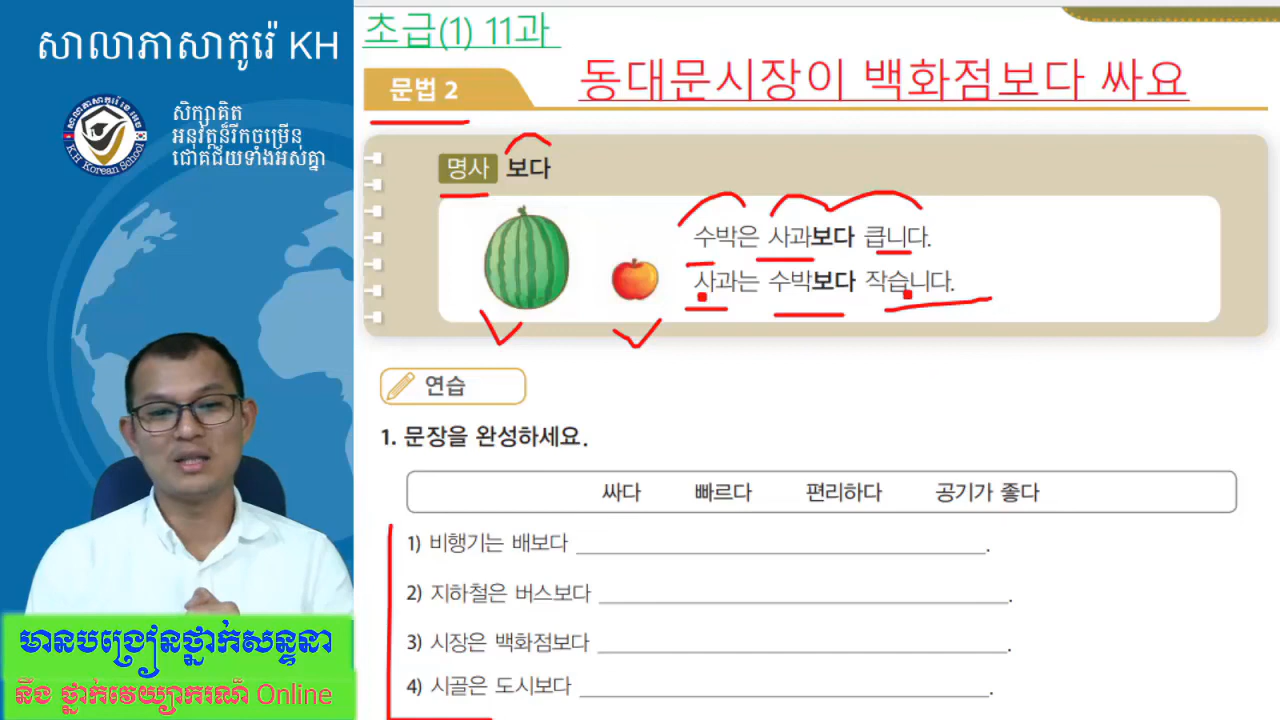 សាលាភាសាកូរ៉េ KH
សិក្សាគិត
អនុវត្តន៍រីកចម្រើន
ជោគជ័យទាំងអស់គ្នា
KH Korean School
មានបង្រៀនថ្នាក់សន្ទនា
នឹង ថ្នាក់វេយ្យាករណ៍ Online
초급(1) 11과
문법 2
동대문시장이 백화점보다 싸요
명사 보다
수박은 사과보다 큽니다.
사과는 수박보다 작습니다.
연습
1. 문장을 완성하세요.
싸다 빠르다 편리하다 공기가 좋다
1) 비행기는 배보다 ______.
2) 지하철은 버스보다 ______.
3) 시장은 백화점보다 ______.
4) 시골은 도시보다 ______.